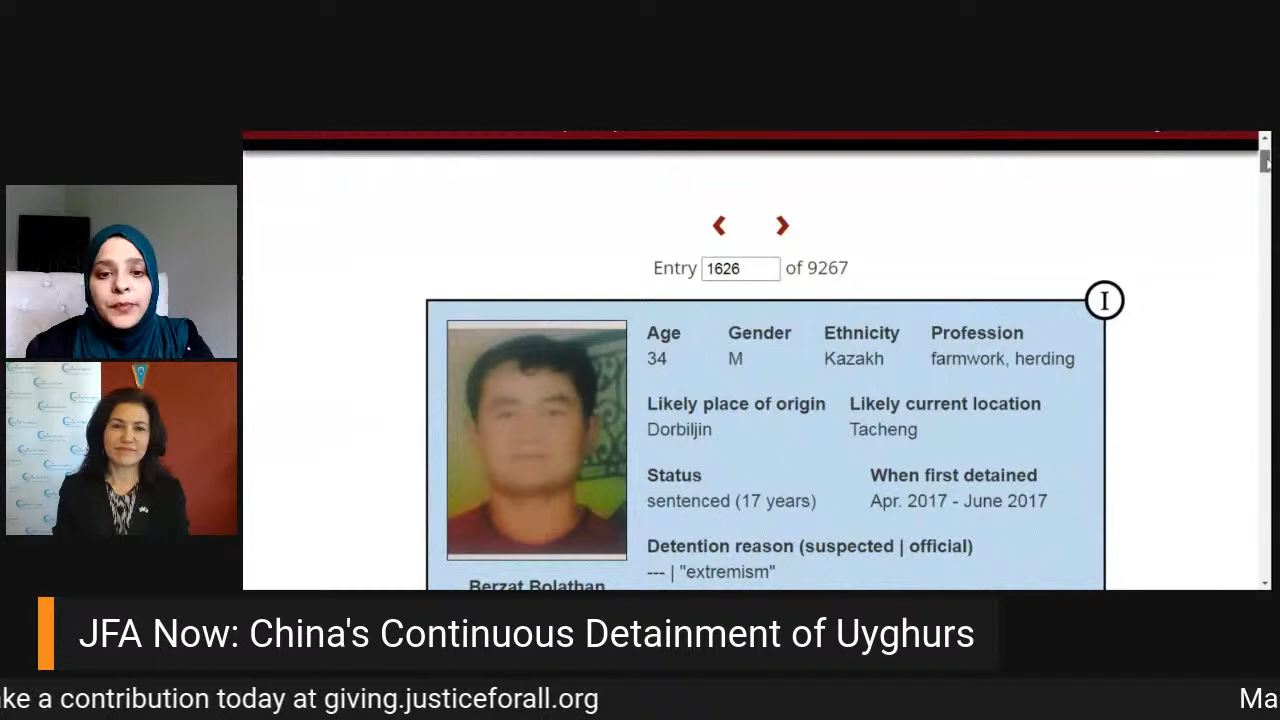 Entry 1626 of 9267
I
Age Gender Ethnicity Profession
34 M Kazakh farmwork, herding
Likely place of origin Likely current location
Dorbiljin Tacheng
Status When first detained
sentenced (17 years) Apr. 2017 - June 2017
Detention reason (suspected | official)
--- | "extremism"
Berzat Bolathan
JFA Now: China's Continuous Detainment of Uyghurs
ke a contribution today at giving.justiceforall.org
Ma